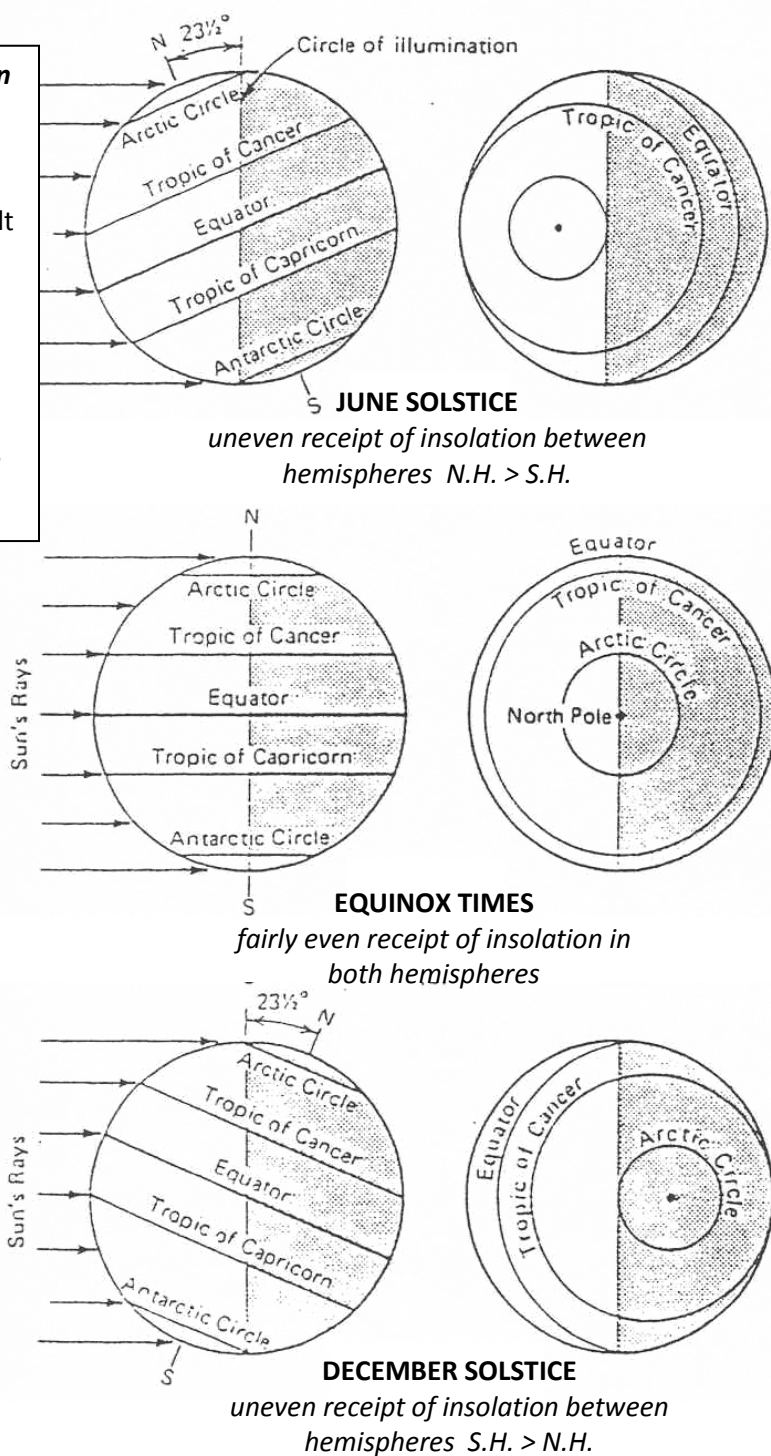 n
lt
N 23½°
Circle of illumination
Arctic Circle
Tropic of Cancer
Equator
Tropic of Capricorn
Antarctic Circle
S
Tropic of Cancer
Equator
JUNE SOLSTICE
uneven receipt of insolation between
hemispheres N.H. > S.H.
N
Arctic Circle
Tropic of Cancer
Equator
Tropic of Capricorn
Antarctic Circle
S
Sun's Rays
Equator
Tropic of Cancer
Arctic Circle
North Pole
EQUINOX TIMES
fairly even receipt of insolation in
both hemispheres
23½° N
Arctic Circle
Tropic of Cancer
Equator
Tropic of Capricorn
Antarctic Circle
S
Sun's Rays
Equator
Tropic of Cancer
Arctic Circle
DECEMBER SOLSTICE
uneven receipt of insolation between
hemispheres S.H. > N.H.